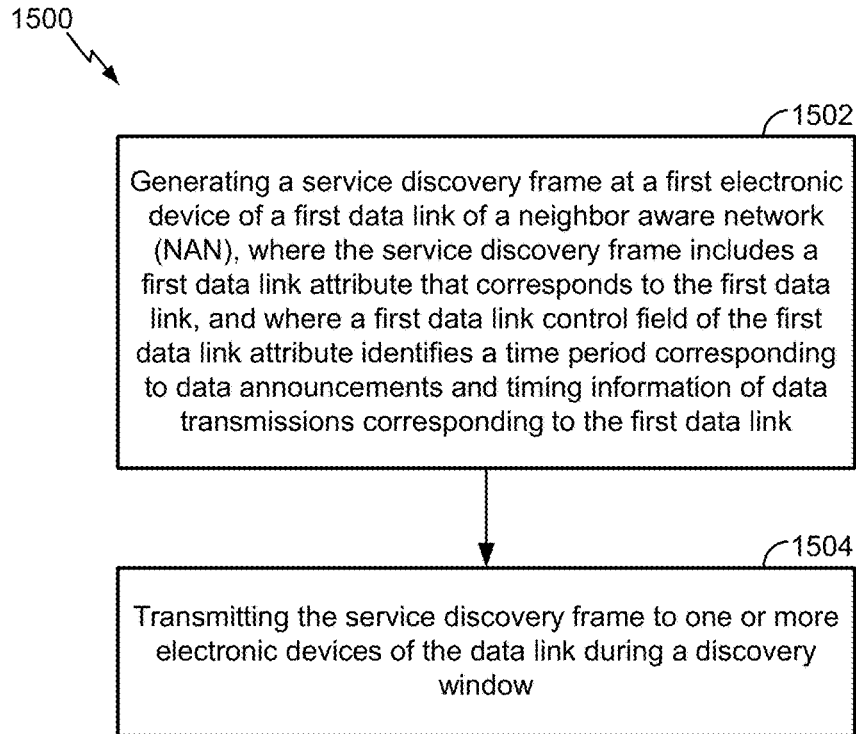 1500
1502
Generating a service discovery frame at a first electronic
device of a first data link of a neighbor aware network
(NAN), where the service discovery frame includes a
first data link attribute that corresponds to the first data
link, and where a first data link control field of the first
data link attribute identifies a time period corresponding
to data announcements and timing information of data
transmissions corresponding to the first data link
1504
Transmitting the service discovery frame to one or more
electronic devices of the data link during a discovery
window